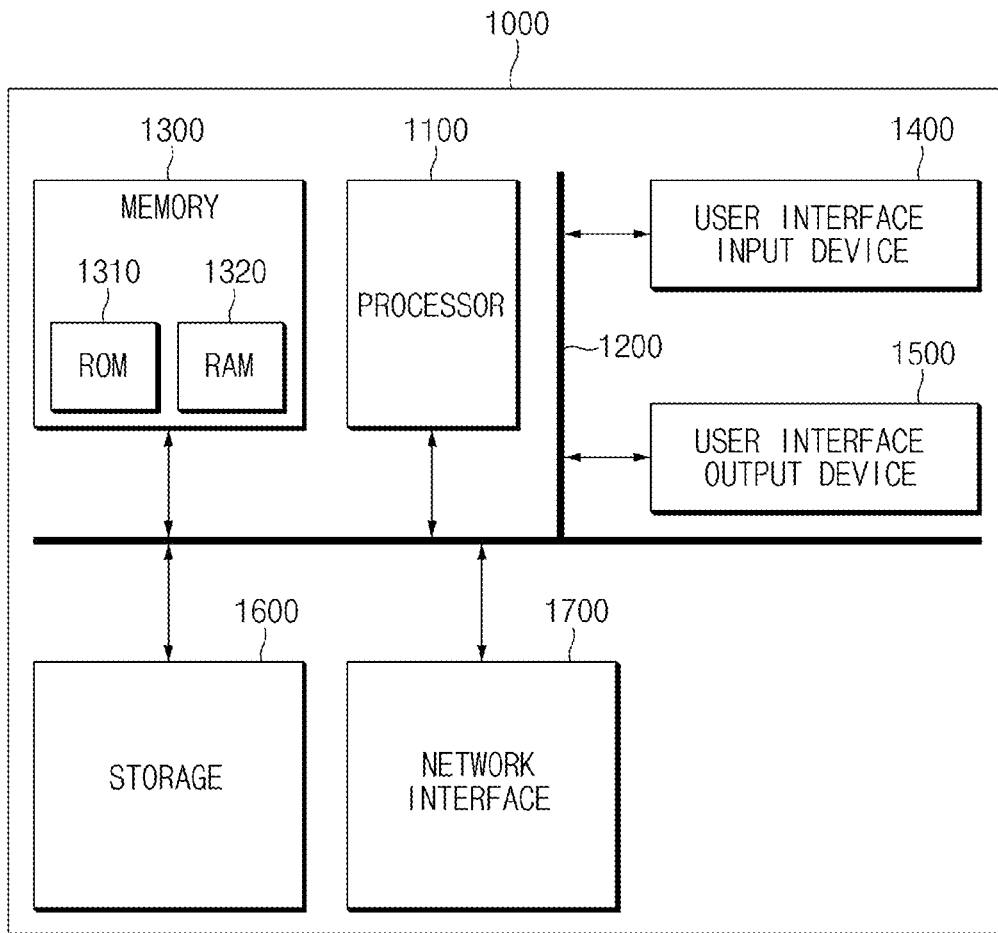 1000
1300
1100
1400
MEMORY
USER INTERFACE
INPUT DEVICE
1310
1320
PROCESSOR
ROM
RAM
1200
1500
USER INTERFACE
OUTPUT DEVICE
1600
1700
STORAGE
NETWORK
INTERFACE